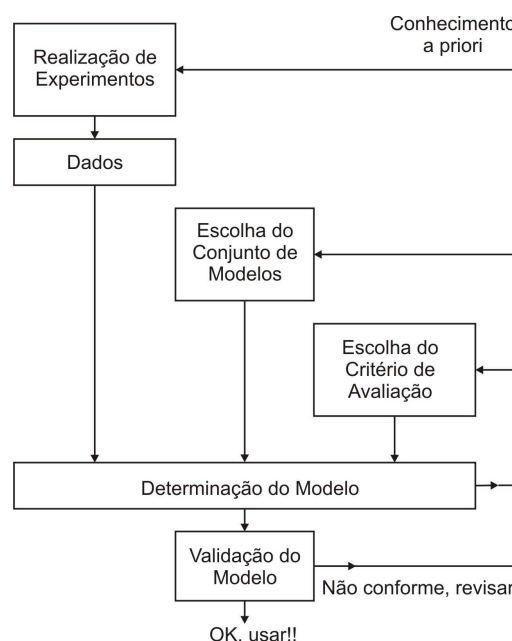 Conhecimento
a priori
Realização de
Experimentos
Dados
Escolha do
Conjunto de
Modelos
Escolha do
Critério de
Avaliação
Determinação do Modelo
Validação do
Modelo
Não conforme, revisar
OK, usar!!